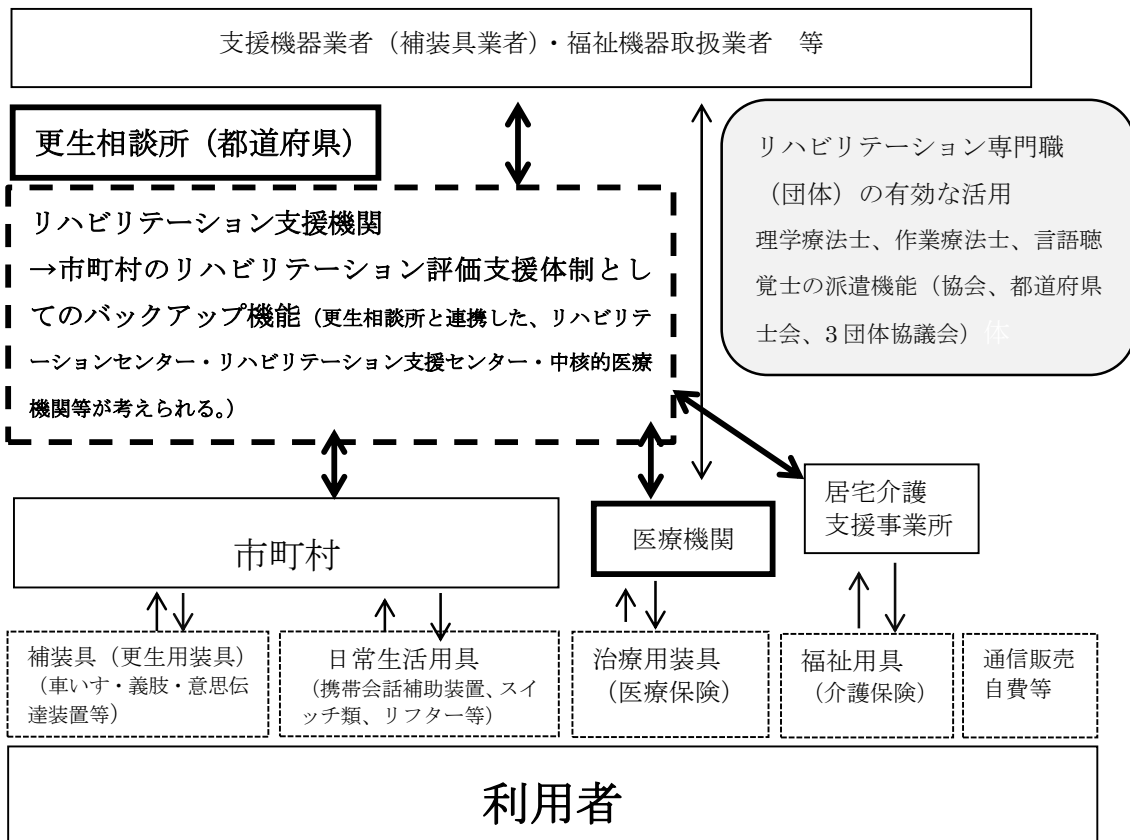 支援機器業者（補装具業者）・福祉機器取扱業者　等
更生相談所（都道府県）
リハビリテーション支援機関
→市町村のリハビリテーション評価支援体制とし
てのバックアップ機能（更生相談所と連携した、リハビリテ
ーションセンター・リハビリテーション支援センター・中核的医療
機関等が考えられる。）
リハビリテーション専門職
（団体）の有効な活用
理学療法士、作業療法士、言語聴
覚士の派遣機能（協会、都道府県
士会、3 団体協議会）体
市町村
医療機関
居宅介護
支援事業所
補装具（更生用装具）
（車いす・義肢・意思伝
達装置等）
日常生活用具
（携帯会話補助装置、スイ
ッチ類、リフター等）
治療用装具
（医療保険）
福祉用具
（介護保険）
通信販売
自費等
利用者